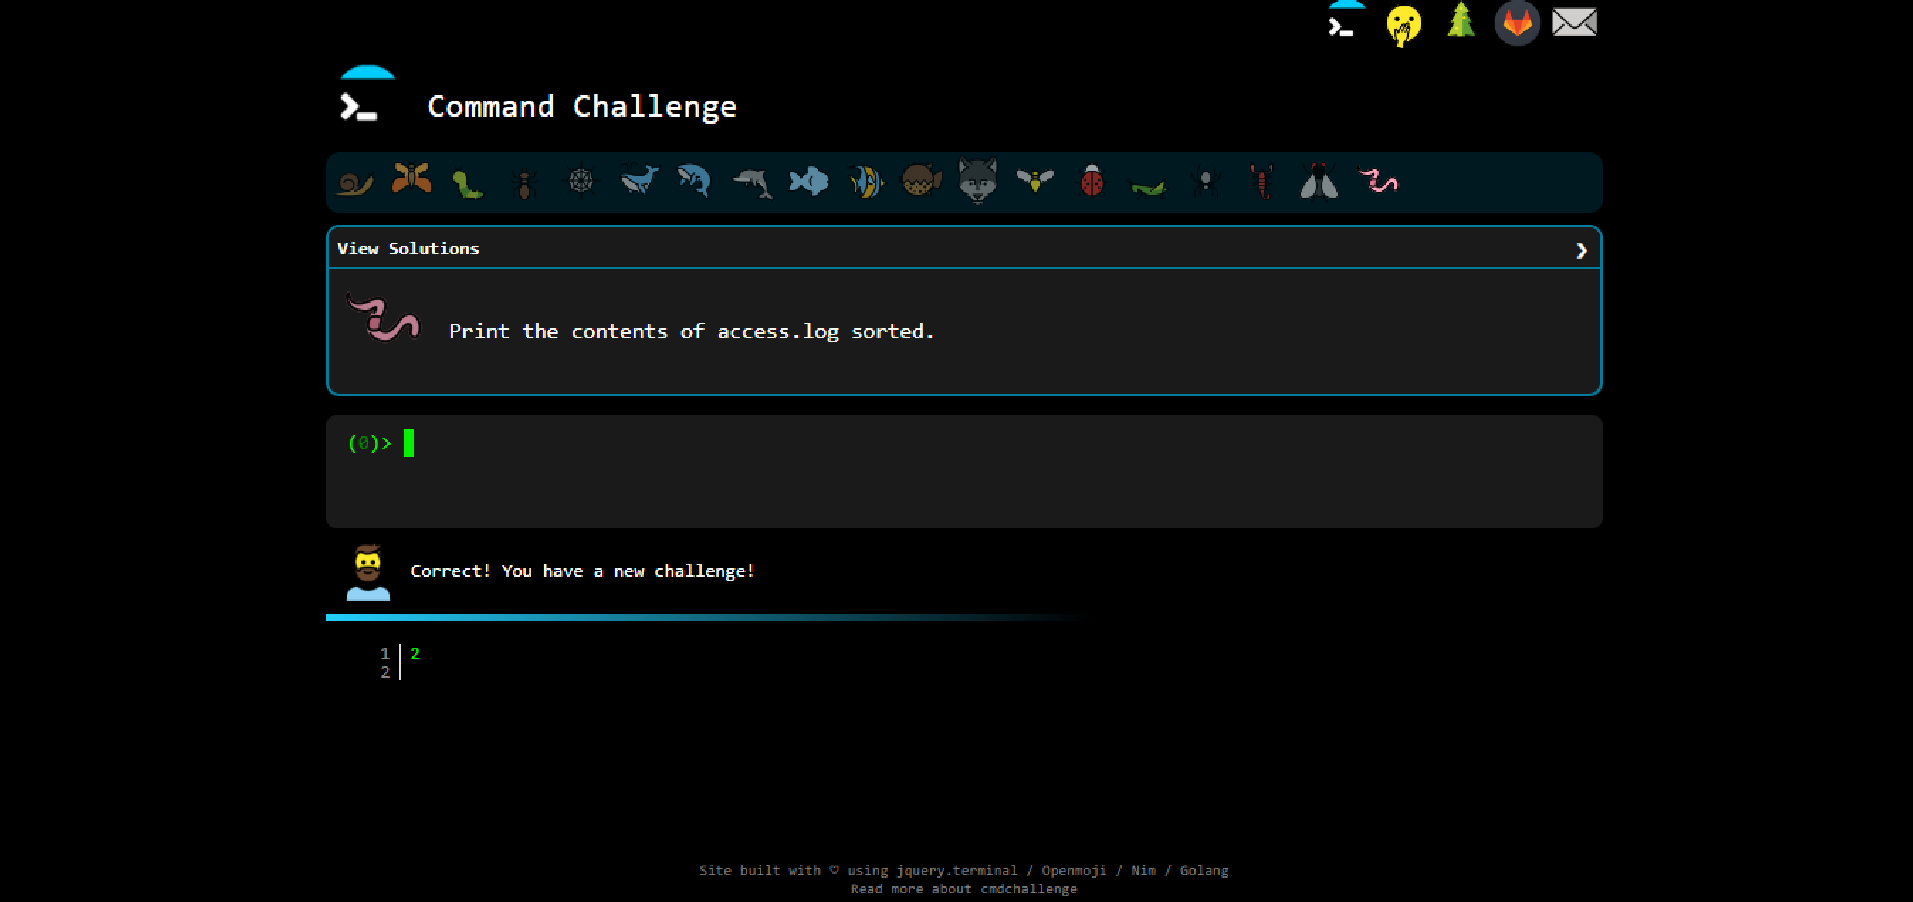 Command Challenge
View Solutions
Print the contents of access.log sorted.
(0)>
Correct! You have a new challenge!
1 2
2
Site built with ♡ using jquery.terminal / Openmoji / Nim / Golang
Read more about cmdchallenge